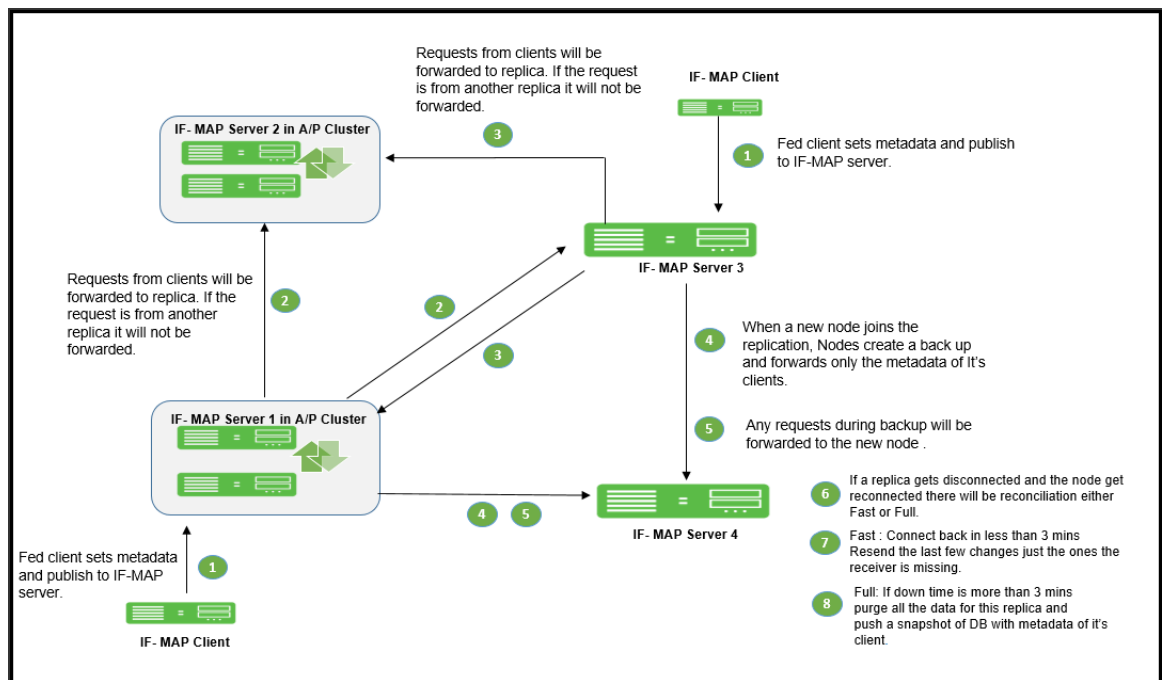 Requests from clients will be
forwarded to replica. If the request
is from another replica it will not be
forwarded.
3
IF- MAP Client
1
Fed client sets metadata and publish
to IF-MAP server.
IF- MAP Server 2 in A/P Cluster
IF- MAP Server 3
Requests from clients will be
forwarded to replica. If the
request is from another
replica it will not be
forwarded.
2
2
3
4
When a new node joins the
replication, Nodes create a back up
and forwards only the metadata of It's
clients.
5
Any requests during backup will be
forwarded to the new node .
IF- MAP Server 1 in A/P Cluster
4
5
IF- MAP Server 4
6
If a replica gets disconnected and the node get
reconnected there will be reconciliation either
Fast or Full.
7
Fast : Connect back in less than 3 mins
Resend the last few changes just the ones the
receiver is missing.
8
Full: If down time is more than 3 mins
purge all the data for this replica and
push a snapshot of DB with metadata of it's
client.
Fed client sets metadata
and publish to IF-MAP
server.
1
IF- MAP Client